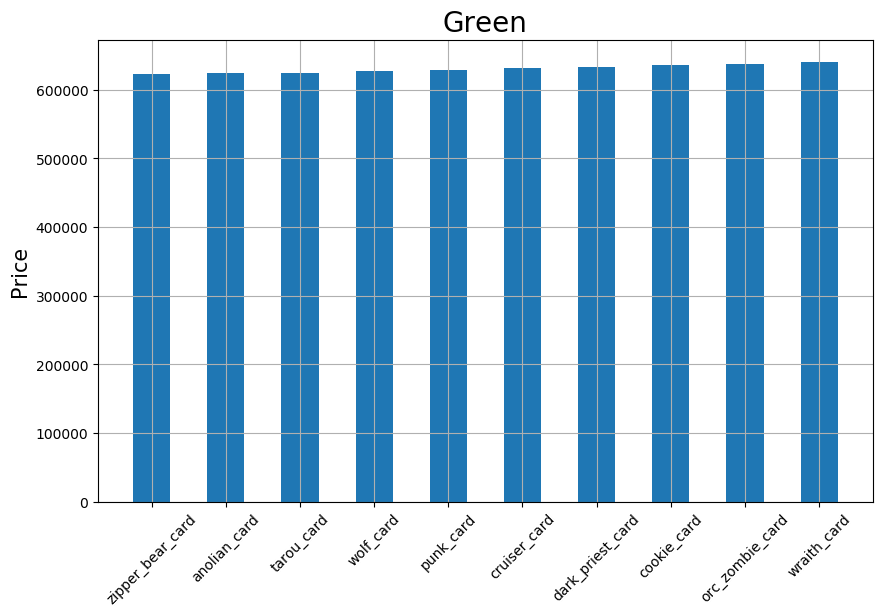 Green
Price
600000
500000
400000
300000
200000
100000
0
zipper_bear_card
anolian_card
tarou_card
wolf_card
punk_card
cruiser_card
dark_priest_card
cookie_card
orc_zombie_card
wraith_card